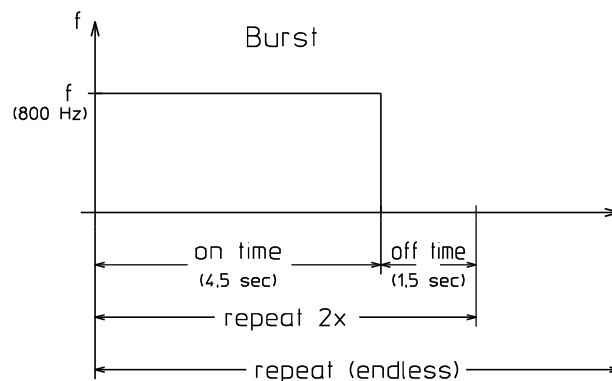 f
Burst
f
(800 Hz)
on time
(4,5 sec)
off time
(1,5 sec)
repeat 2x
repeat (endless)